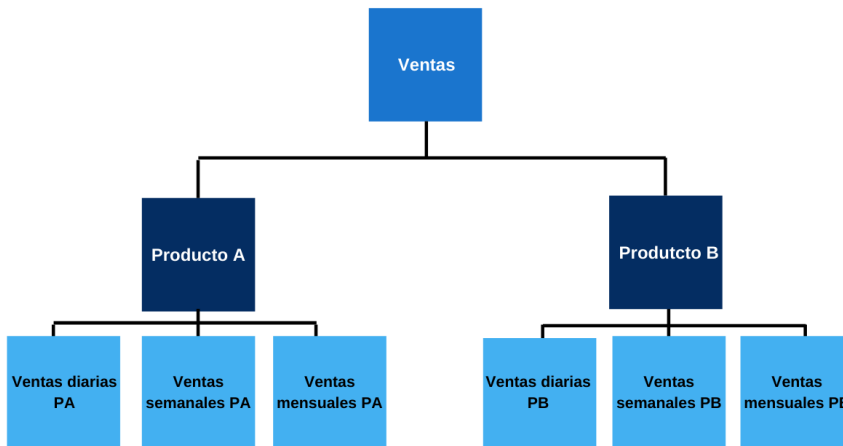 Ventas
Producto A
Produtcto B
Ventas diarias
PA
Ventas
semanales PA
Ventas
mensuales PA
Ventas diarias
PB
Ventas
semanales PB
Ventas
mensuales PB